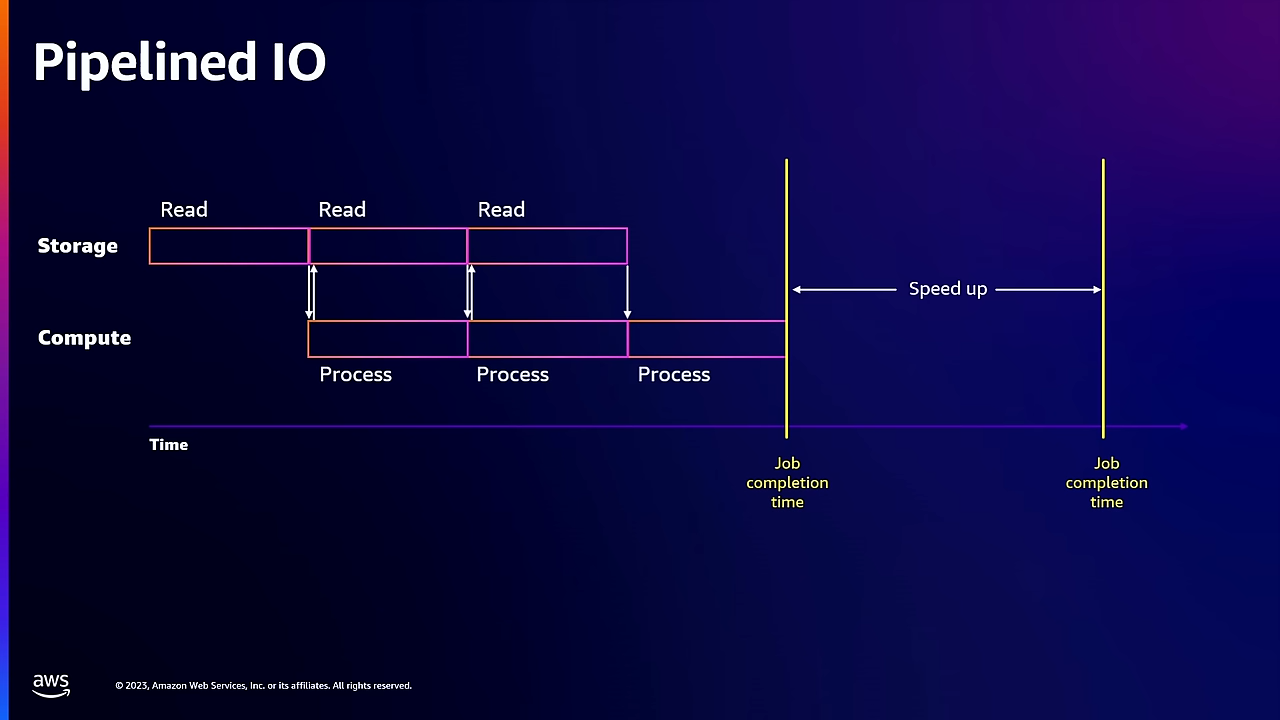 Pipelined IO
Read Read Read
Storage
Speed up
Compute
Process Process Process
Time
Job
completion
time
Job
completion
time
aws
© 2023, Amazon Web Services, Inc. or its affiliates. All rights reserved.